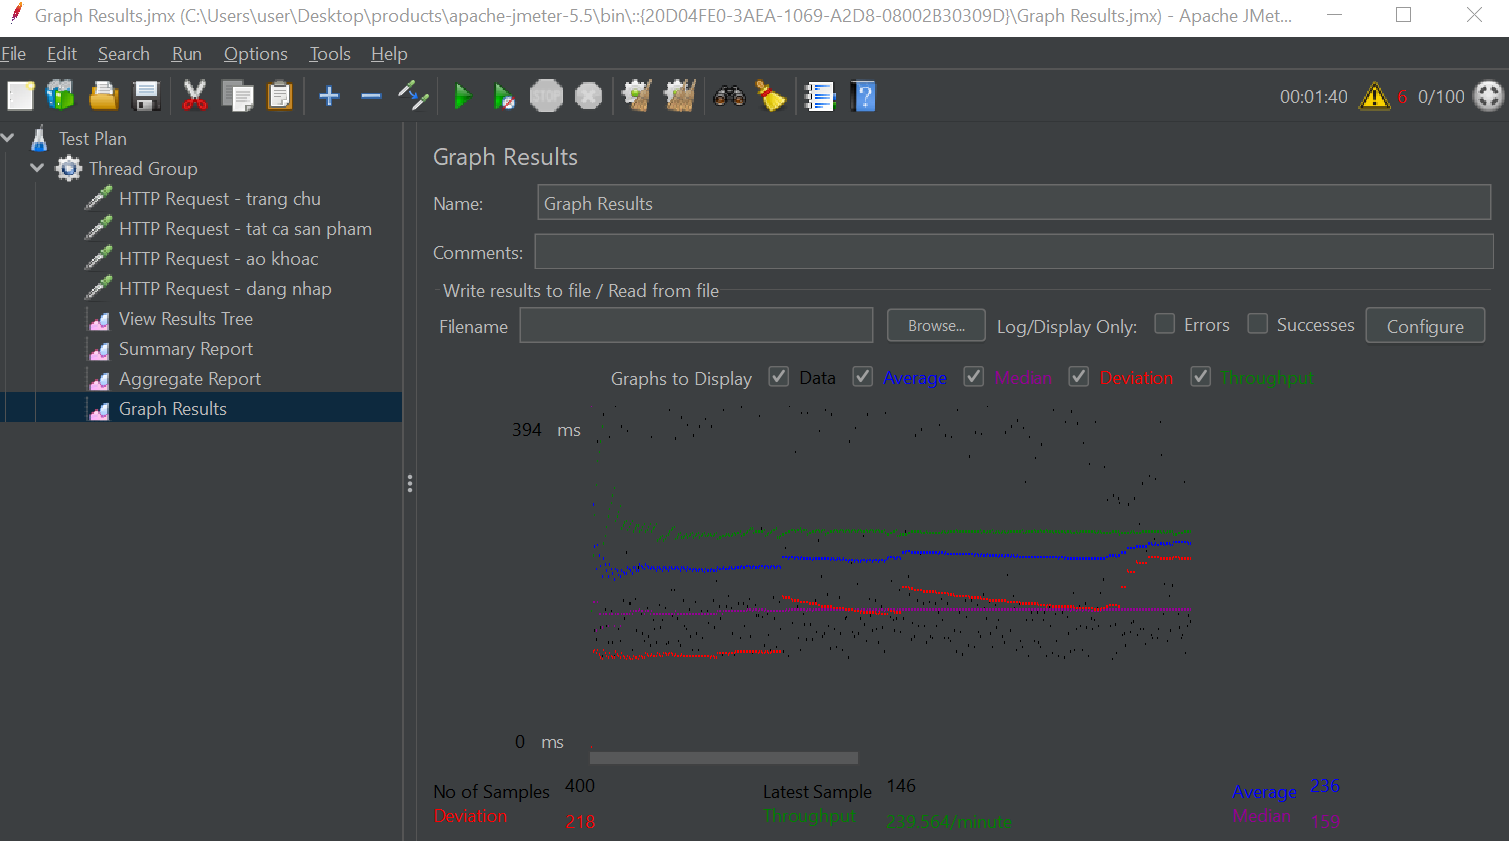 Graph Results.jmx (C:\Users\user\Desktop\products\apache-jmeter-5.5\bin\::{20D04FE0-3AEA-1069-A2D8-08002B30309D}\Graph Results.jmx) - Apache JMet...
File Edit Search Run Options Tools Help
STOP 00:01:40 6 0/100
Test Plan
Thread Group
HTTP Request - trang chu
HTTP Request - tat ca san pham
HTTP Request - ao khoac
HTTP Request - dang nhap
View Results Tree
Summary Report
Aggregate Report
Graph Results
Graph Results
Name: Graph Results
Comments:
Write results to file / Read from file
Filename Browse... Log/Display Only: Errors Successes Configure
Graphs to Display Data Average Median Deviation Throughput
394 ms
0 ms
No of Samples 400 Latest Sample 146 Average 236
Deviation 218 Throughput 239.564/minute Median 159